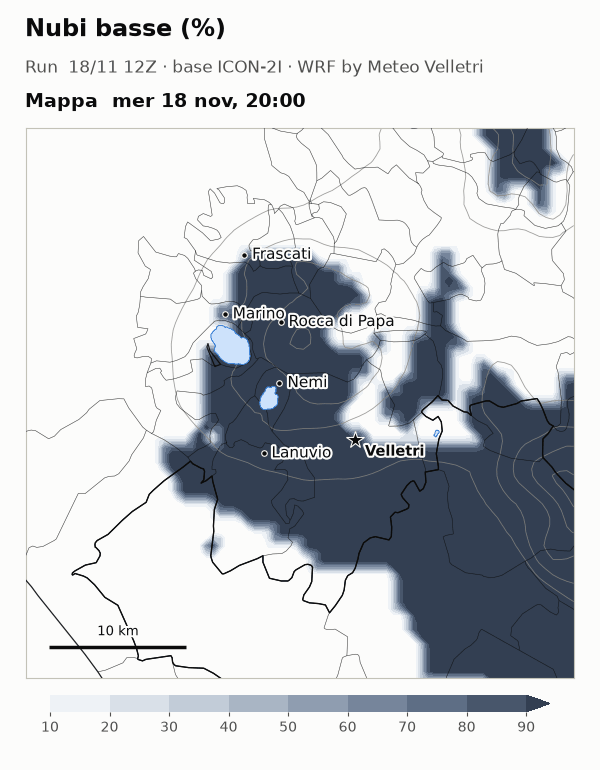 Nubi basse (%)
Run  18/11 12Z · base ICON-2I · WRF by Meteo Velletri
Mappa  mer 18 nov, 20:00
Frascati
Marino
Rocca di Papa
Nemi
Velletri
Lanuvio
10 km
10 20 30 40 50 60 70 80 90